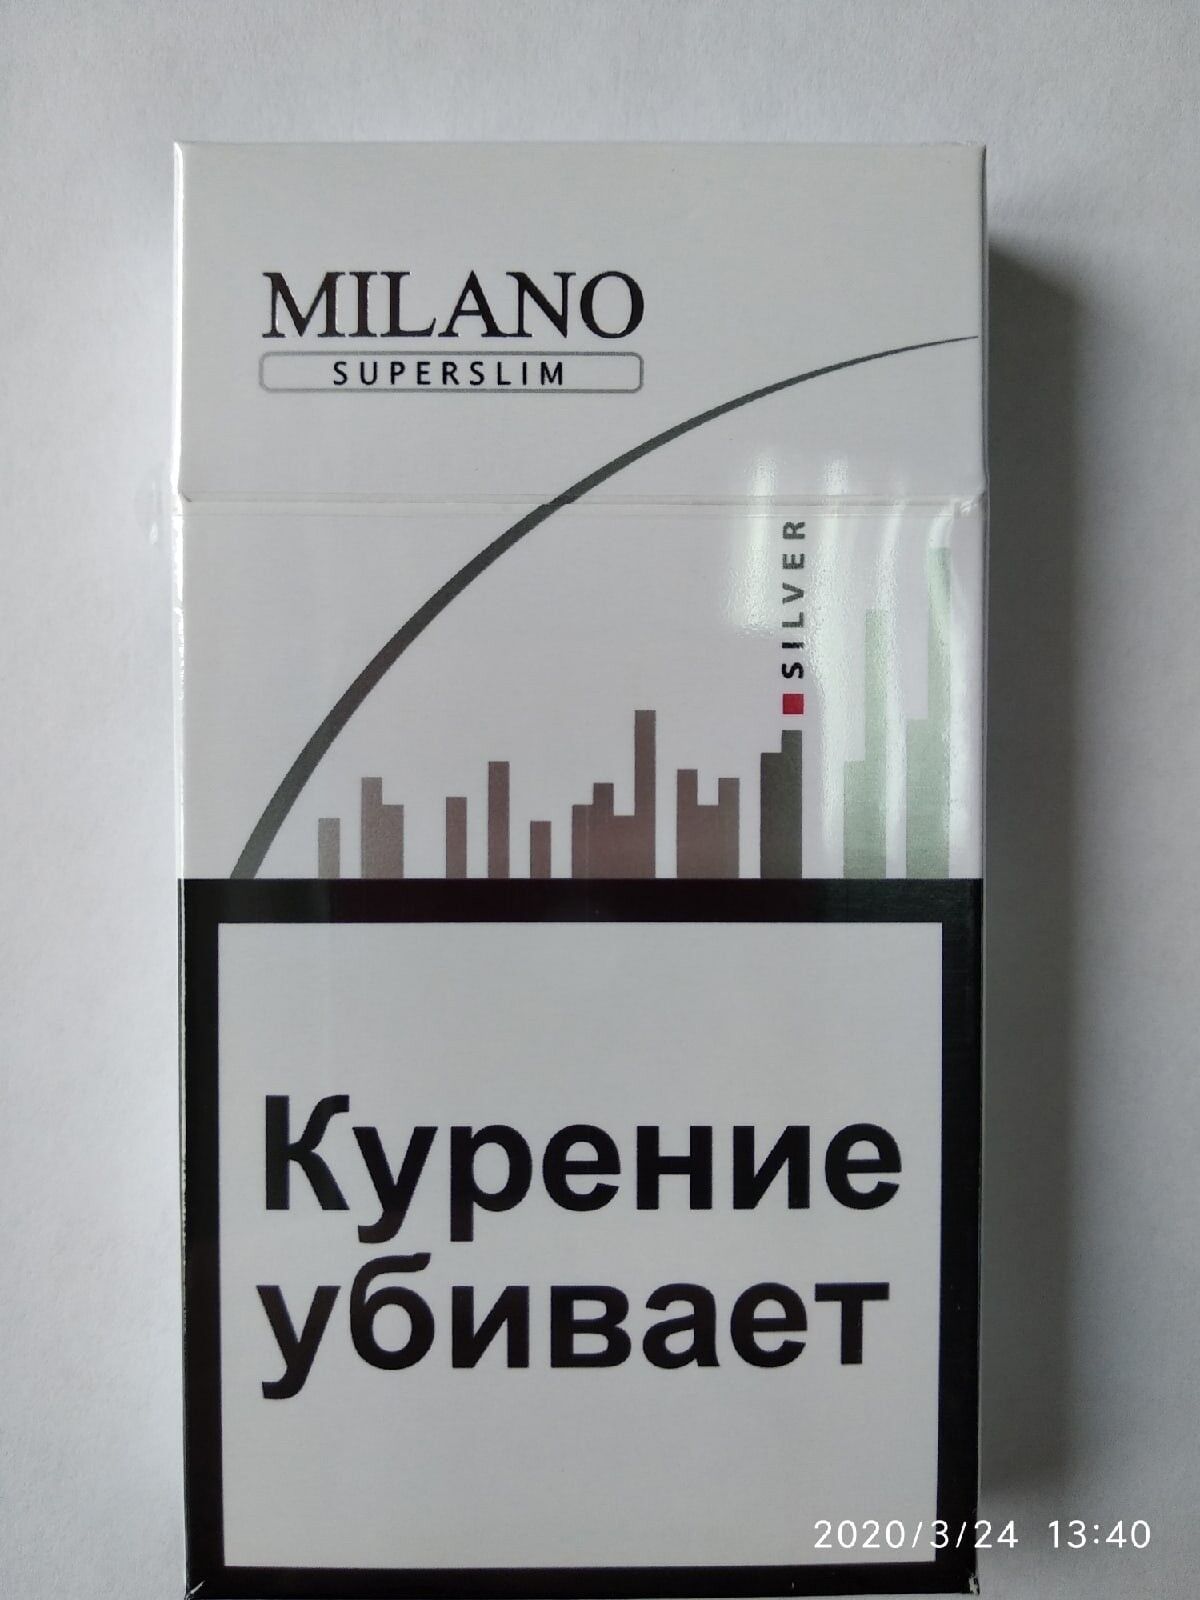 MILANO
SUPERSLIM
SILVER
Курение
убивает
2020/3/24 13:40